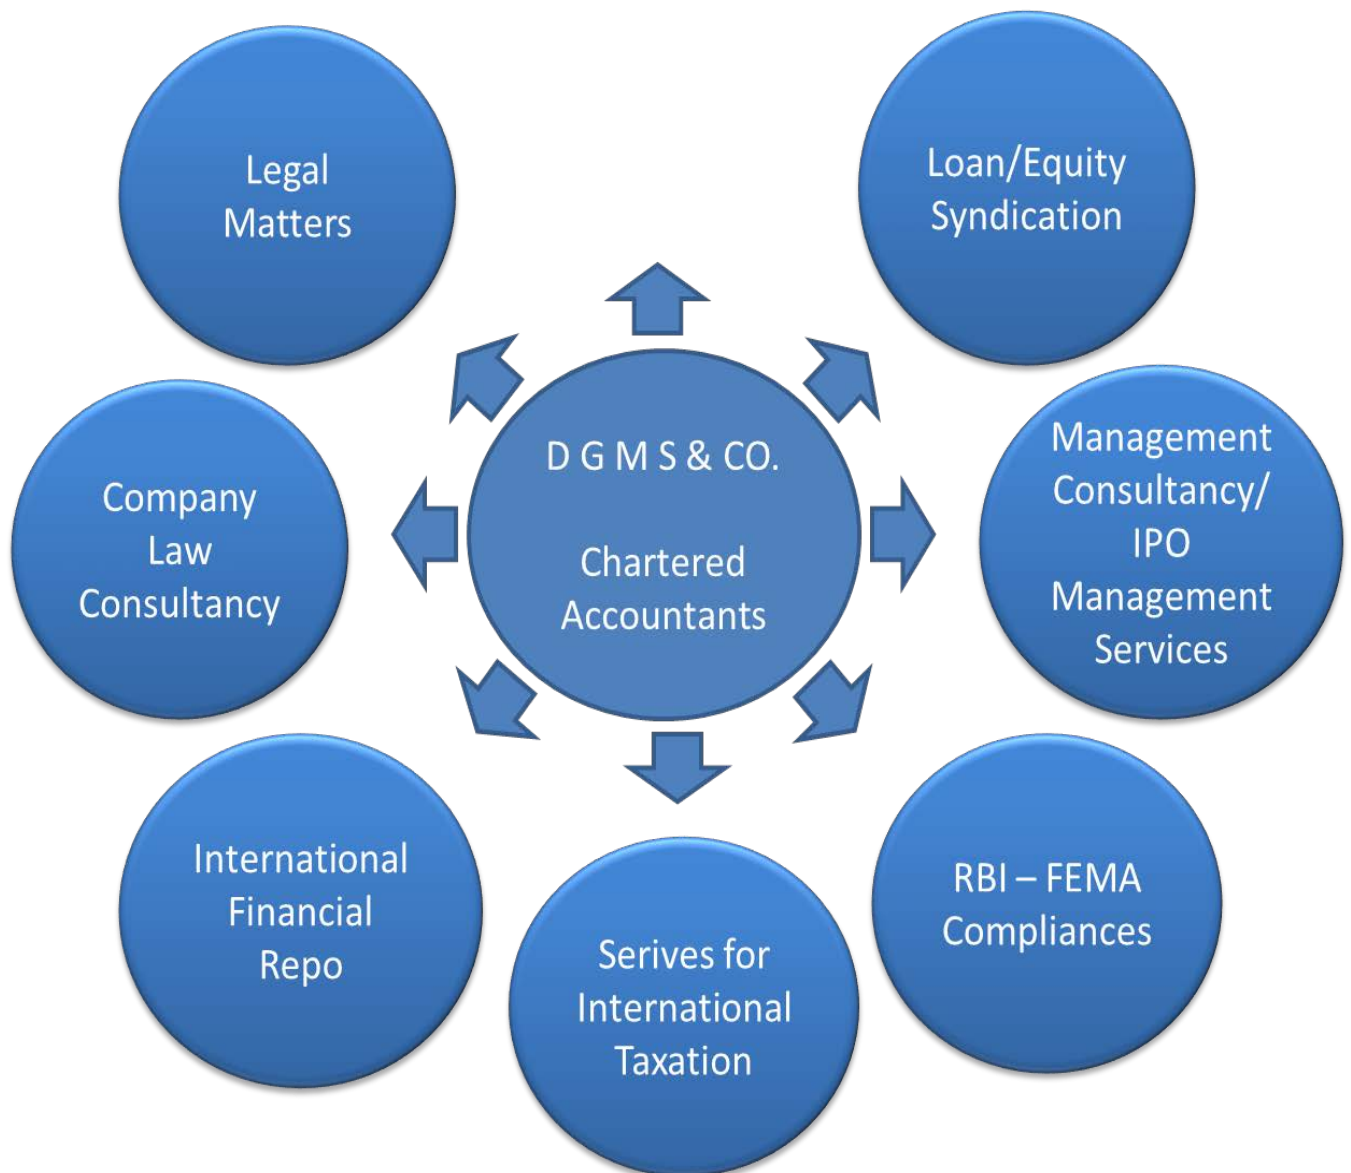 Legal
Matters
Loan/Equity
Syndication
D G M S & CO.
Chartered
Accountants
Management
Consultancy/
IPO
Management
Services
Company
Law
Consultancy
International
Financial
Repo
Serives for
International
Taxation
RBI – FEMA
Compliances